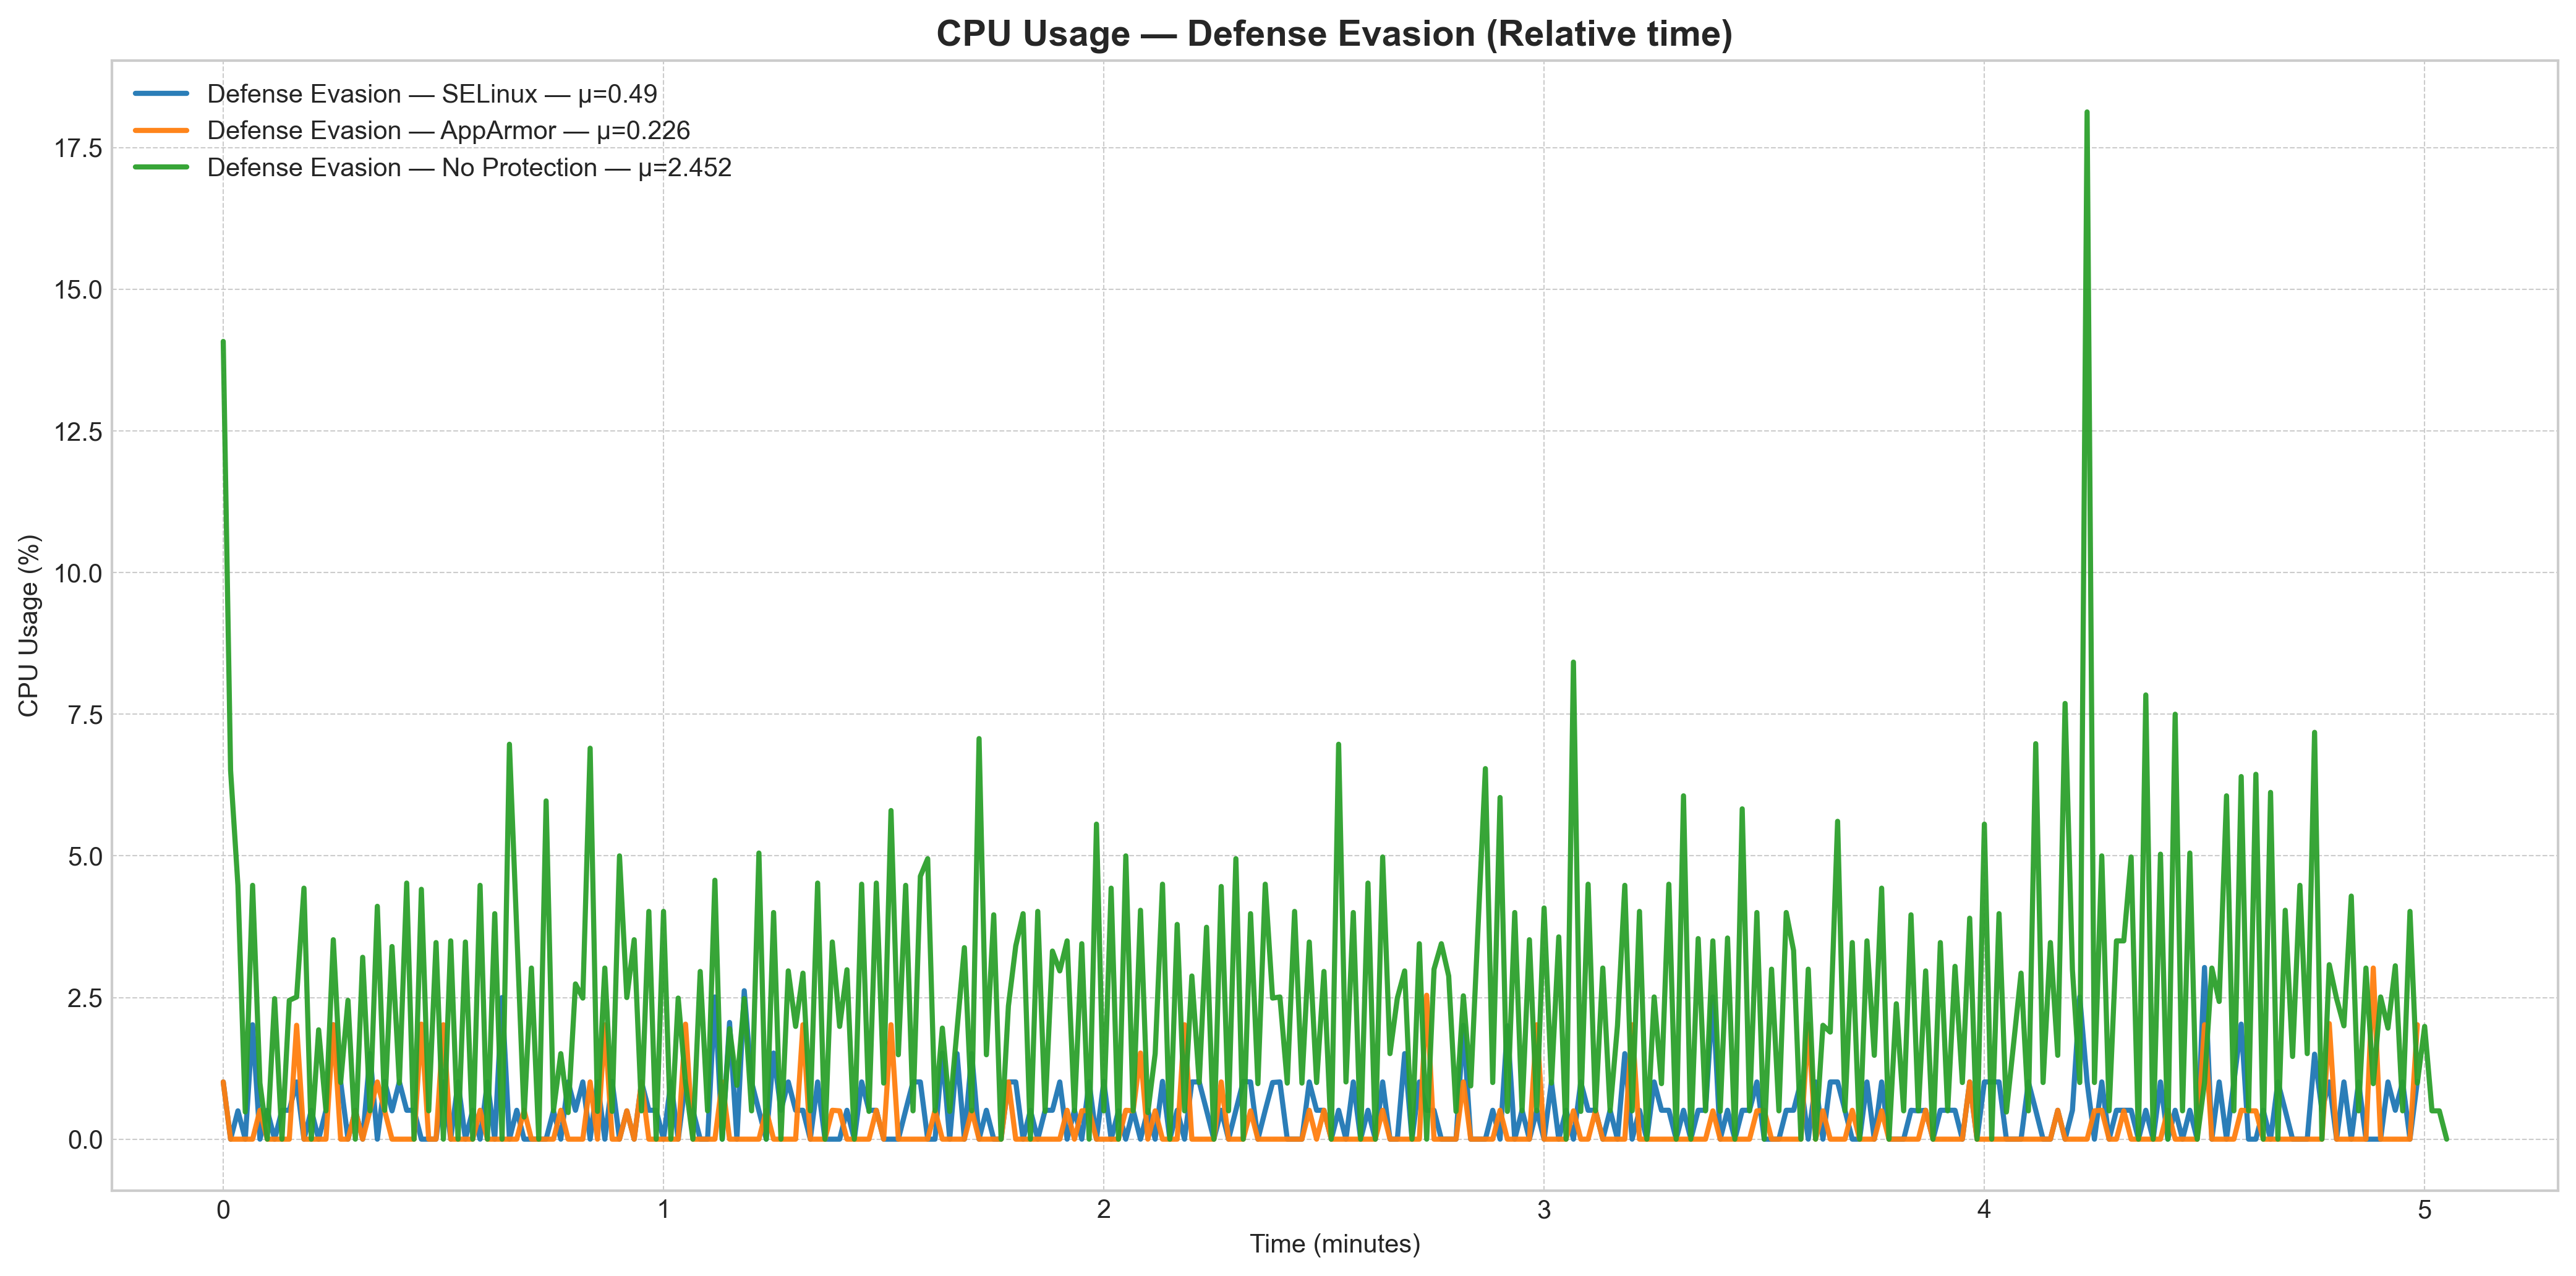 CPU Usage — Defense Evasion (Relative time)
Defense Evasion — SELinux — µ=0.49
Defense Evasion — AppArmor — µ=0.226
Defense Evasion — No Protection — µ=2.452
17.5
15.0
12.5
10.0
7.5
5.0
2.5
0.0
CPU Usage (%)
0 1 2 3 4 5
Time (minutes)